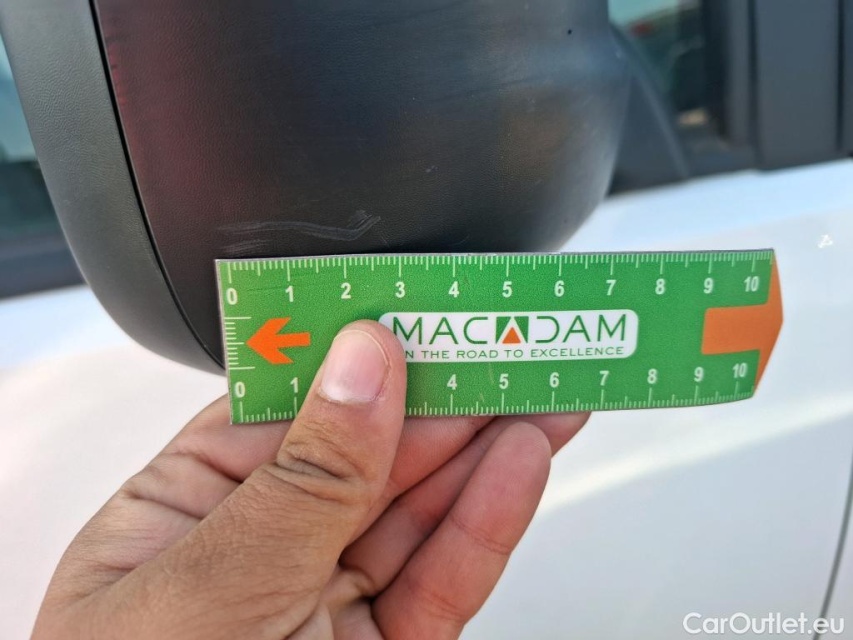 0 1 2 3 4 5 6 7 8 9 10
MACADAM
N THE ROAD TO EXCELLENCE
0 1 4 5 6 7 8 9 10
CarOutlet.eu